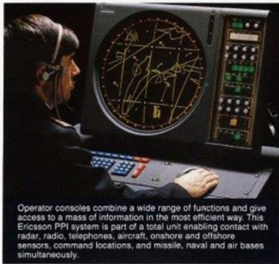 Operator consoles combine a wide range of functions and give
access to a mass of information in the most efficient way. This
Ericsson PPI system is part of a total unit enabling contact with
radar, radio, telephones, aircraft, onshore and offshore
sensors, command locations, and missile, naval and air bases
simultaneously.